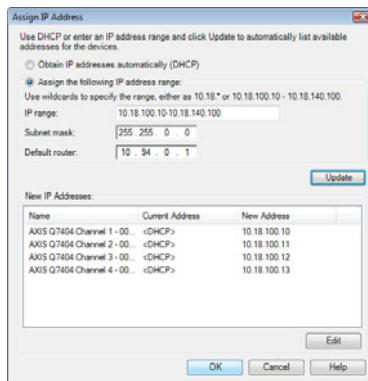 Assign IP Address
Use DHCP or enter an IP address range and click Update to automatically list available
addresses for the devices.
Obtain IP addresses automatically (DHCP)
Assign the following IP address range:
Use wildcards to specify the range, either as 10.18.* or 10.18.100.10 - 10.18.140.100.
IP range: 10.18.100.10-10.18.140.100
Subnet mask: 255 . 255 . 0 . 0
Default router: 10 . 94 . 0 . 1
Update
New IP Addresses:
Name Current Address New Address
AXIS Q7404 Channel 1 - 00... <DHCP> 10.18.100.10
AXIS Q7404 Channel 2 - 00... <DHCP> 10.18.100.11
AXIS Q7404 Channel 3 - 00... <DHCP> 10.18.100.12
AXIS Q7404 Channel 4 - 00... <DHCP> 10.18.100.13
Edit
OK Cancel Help